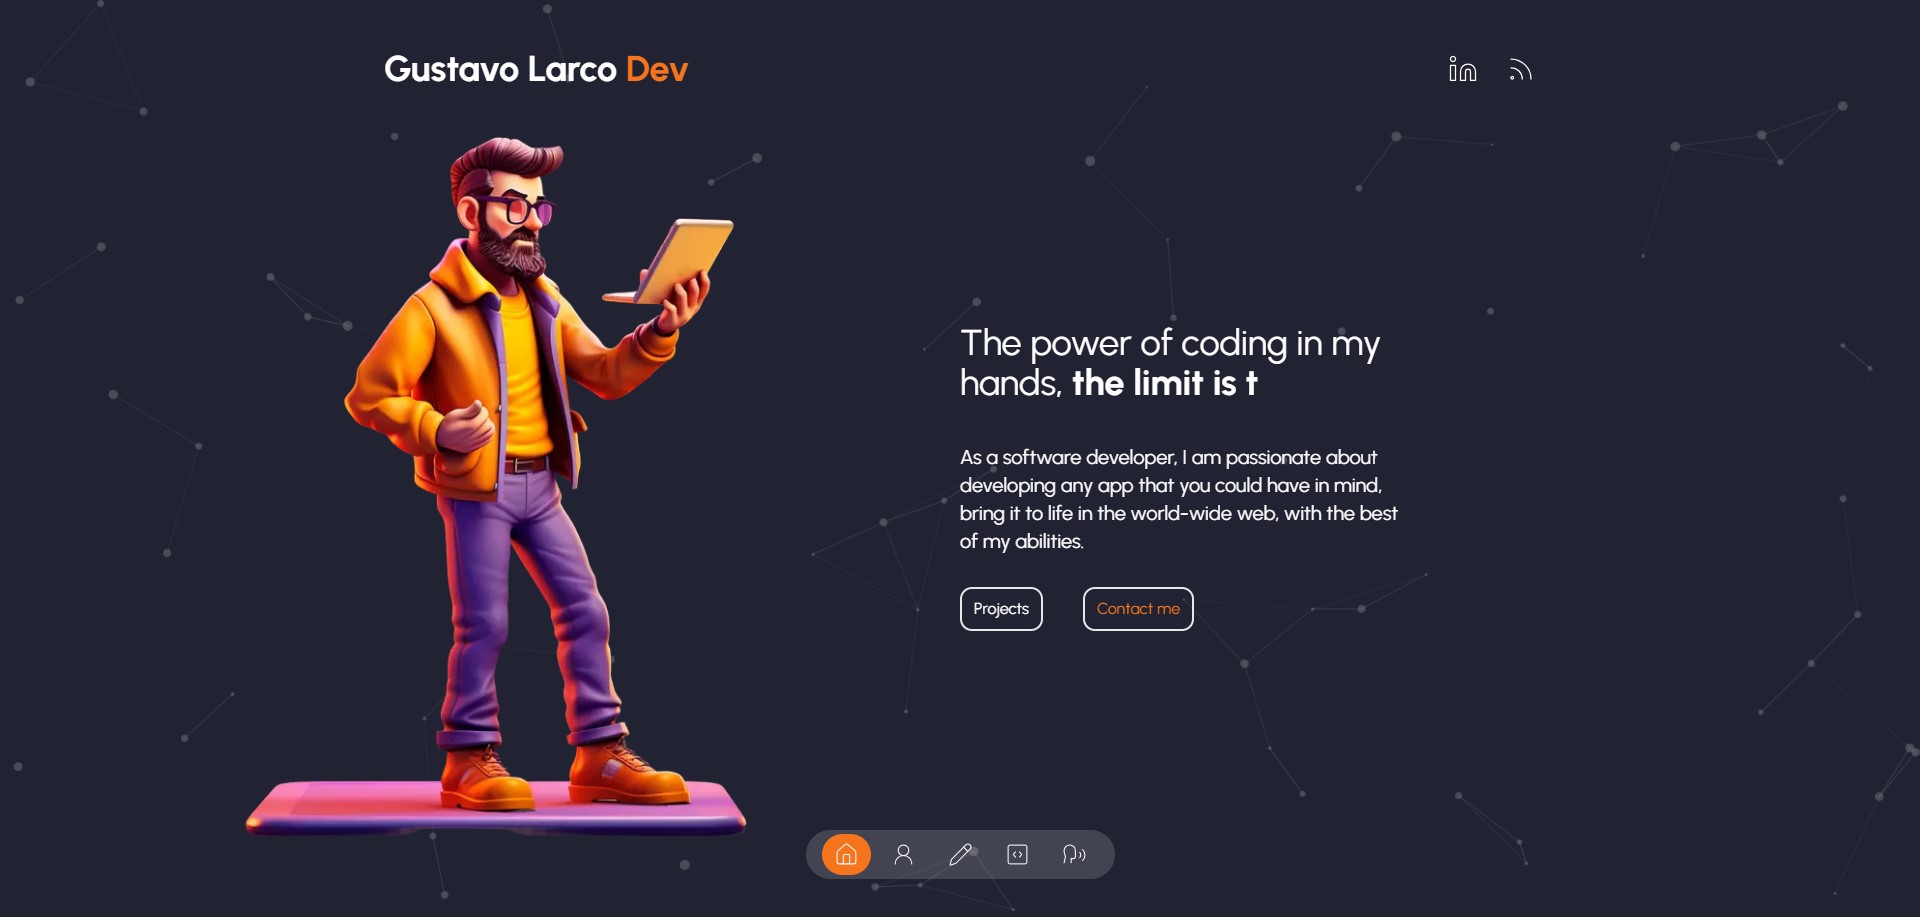 Gustavo Larco Dev
The power of coding in my
hands, the limit is t
As a software developer, I am passionate about
developing any app that you could have in mind,
bring it to life in the world-wide web, with the best
of my abilities.
Projects
Contact me